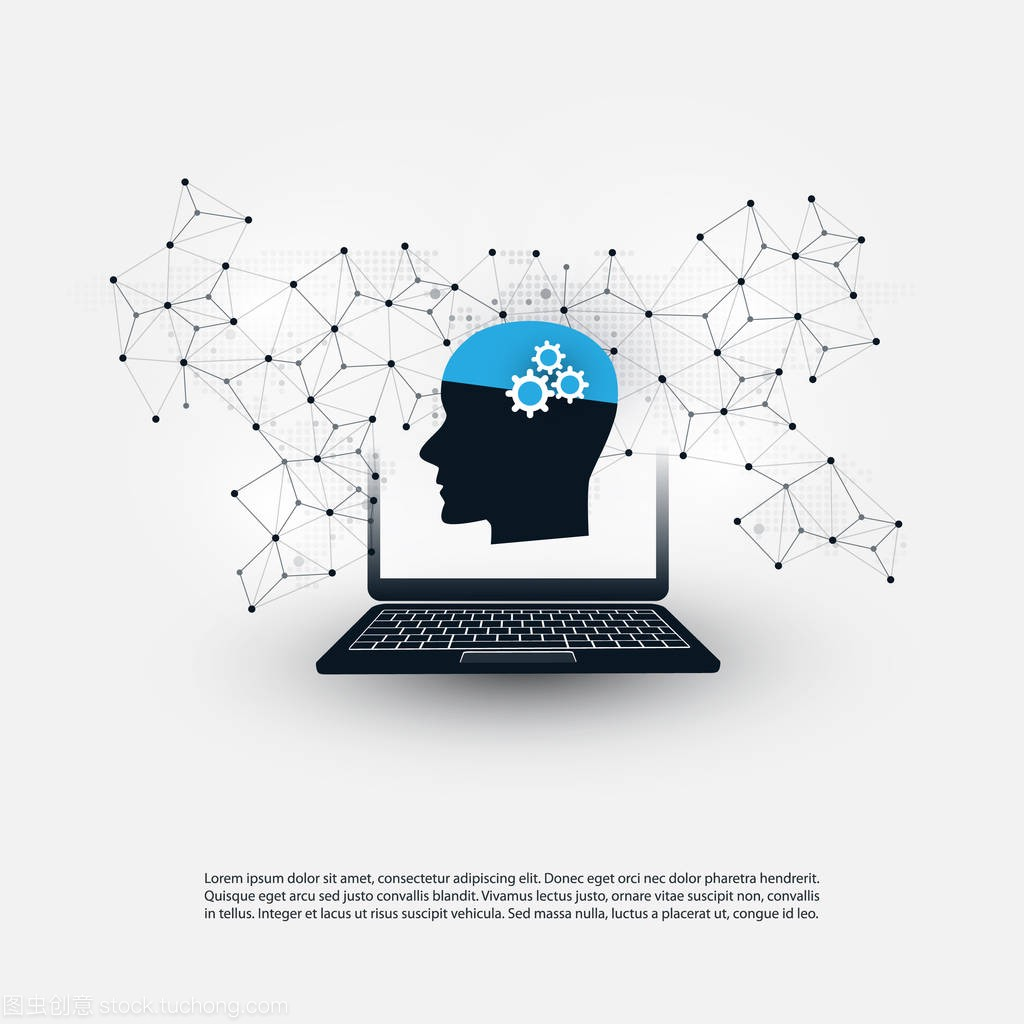 Lorem ipsum dolor sit amet, consectetur adipiscing elit. Donec eget orci nec dolor pharetra hendrerit.
Quisque eget arcu sed justo convallis blandit. Vivamus lectus justo, ornare vitae suscipit non, convallis
in tellus. Integer et lacus ut risus suscipit vehicula. Sed massa nulla, luctus a placerat ut, congue id leo.
图虫创意 stock.tuchong.com